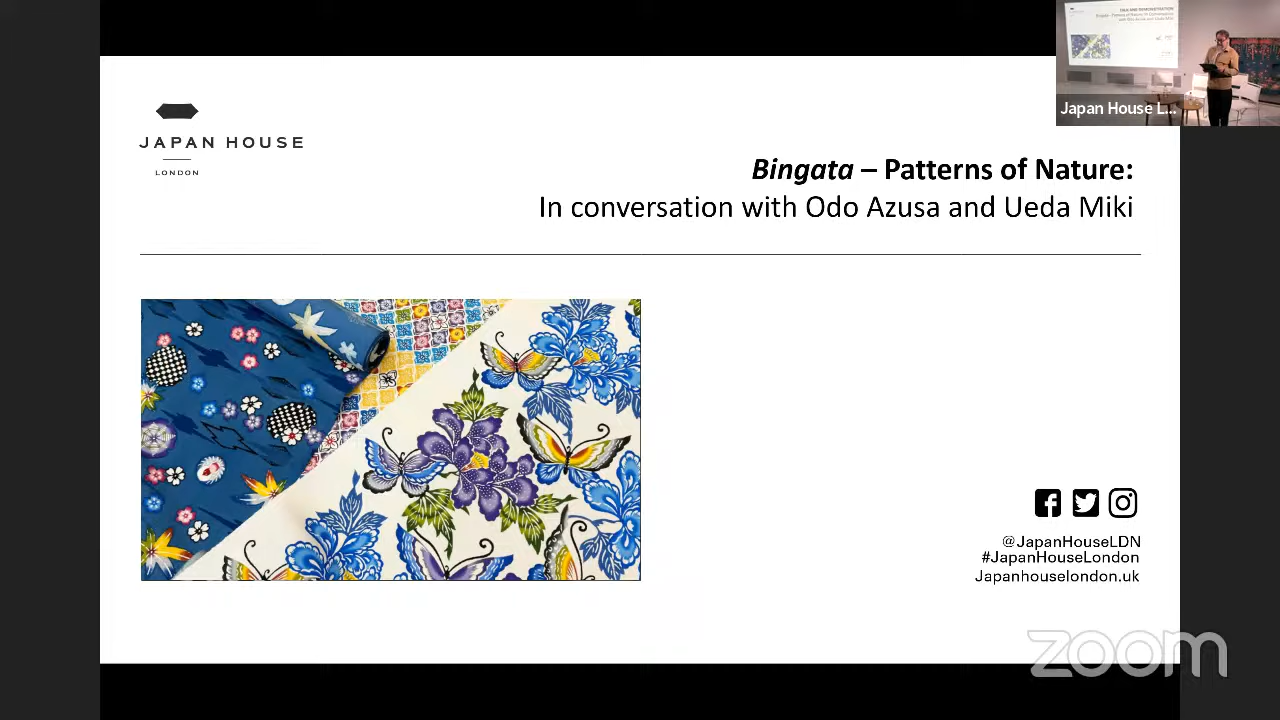 JAPAN HOUSE
LONDON
Bingata – Patterns of Nature:
In conversation with Odo Azusa and Ueda Miki
@JapanHouseLDN
#JapanHouseLondon
Japanhouselondon.uk
Japan House L...
zoom